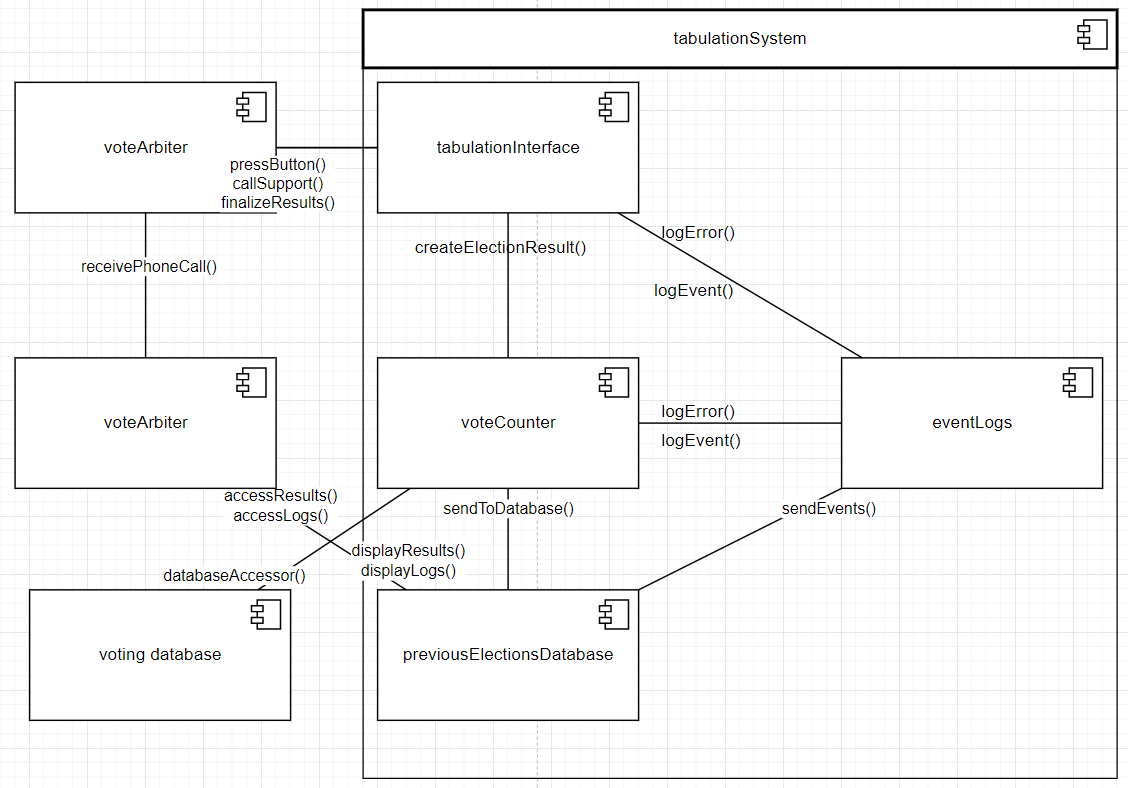 tabulationSystem
voteArbiter
tabulationInterface
pressButton()
callSupport()
finalizeResults()
logError()
createElectionResult()
receivePhoneCall()
logEvent()
voteArbiter
voteCounter
logError()
logEvent()
eventLogs
accessResults()
accessLogs()
sendToDatabase()
sendEvents()
displayResults()
displayLogs()
databaseAccessor()
voting database
previousElectionsDatabase